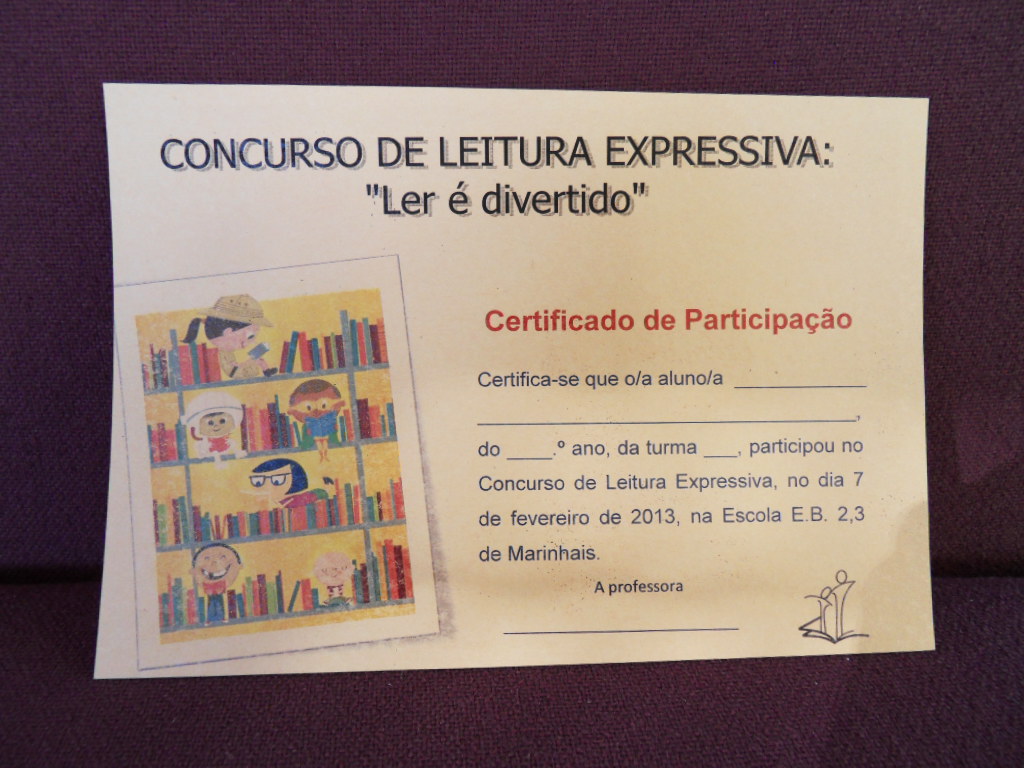 CONCURSO DE LEITURA EXPRESSIVA:
"Ler é divertido"
Certificado de Participação
Certifica-se que o/a aluno/a ____________
___________________________________,
do ____.º ano, da turma ___, participou no
Concurso de Leitura Expressiva, no dia 7
de fevereiro de 2013, na Escola E.B. 2,3
de Marinhais.
A professora